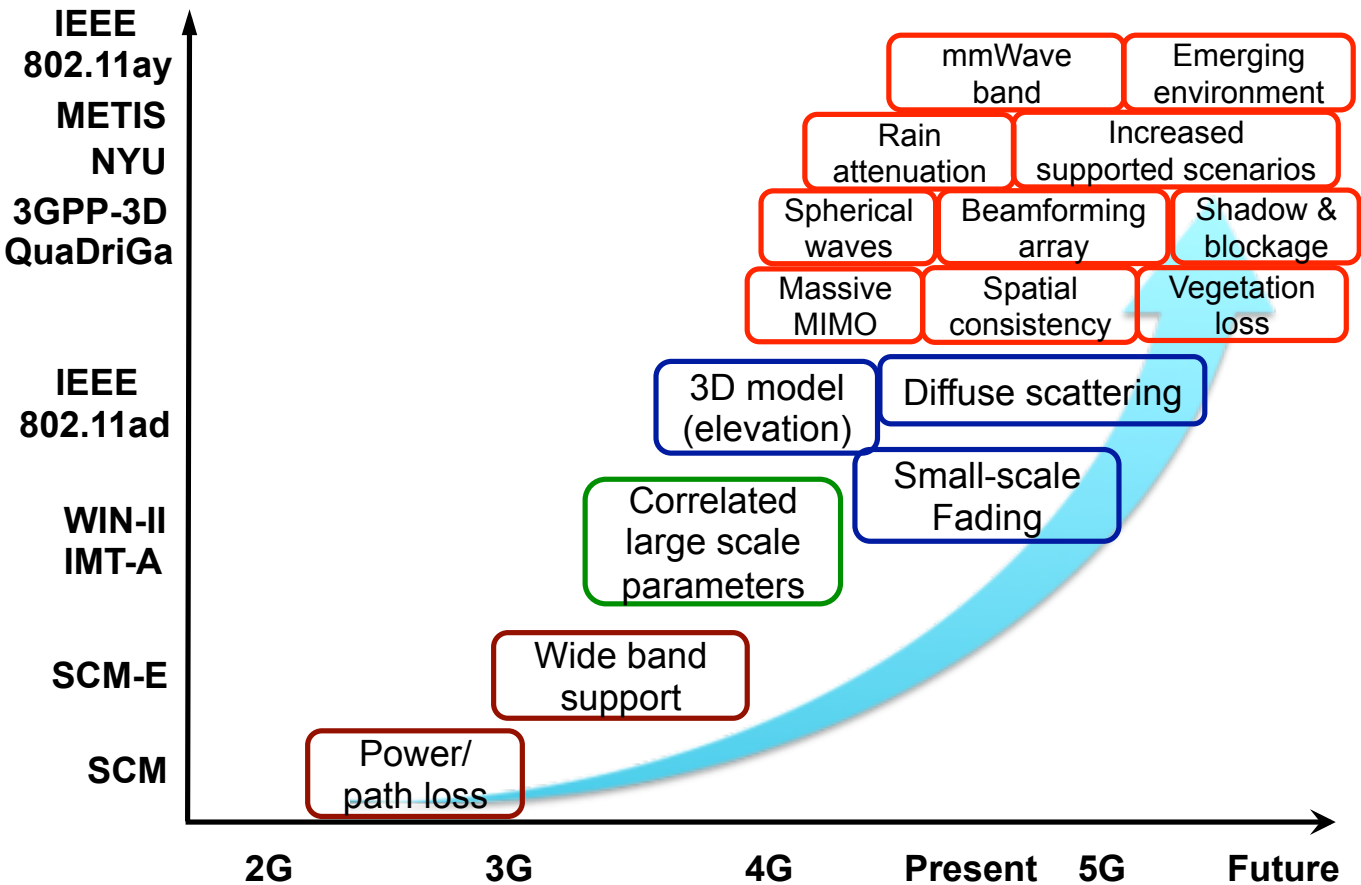 IEEE
802.11ay
METIS
NYU
3GPP-3D
QuaDriGa
IEEE
802.11ad
WIN-II
IMT-A
SCM-E
SCM
mmWave
band
Emerging
environment
Rain
attenuation
Increased
supported scenarios
Spherical
waves
Beamforming
array
Shadow &
blockage
Massive
MIMO
Spatial
consistency
Vegetation
loss
3D model
(elevation)
Diffuse scattering
Small-scale
Fading
Correlated
large scale
parameters
Wide band
support
Power/
path loss
2G 3G 4G Present 5G Future